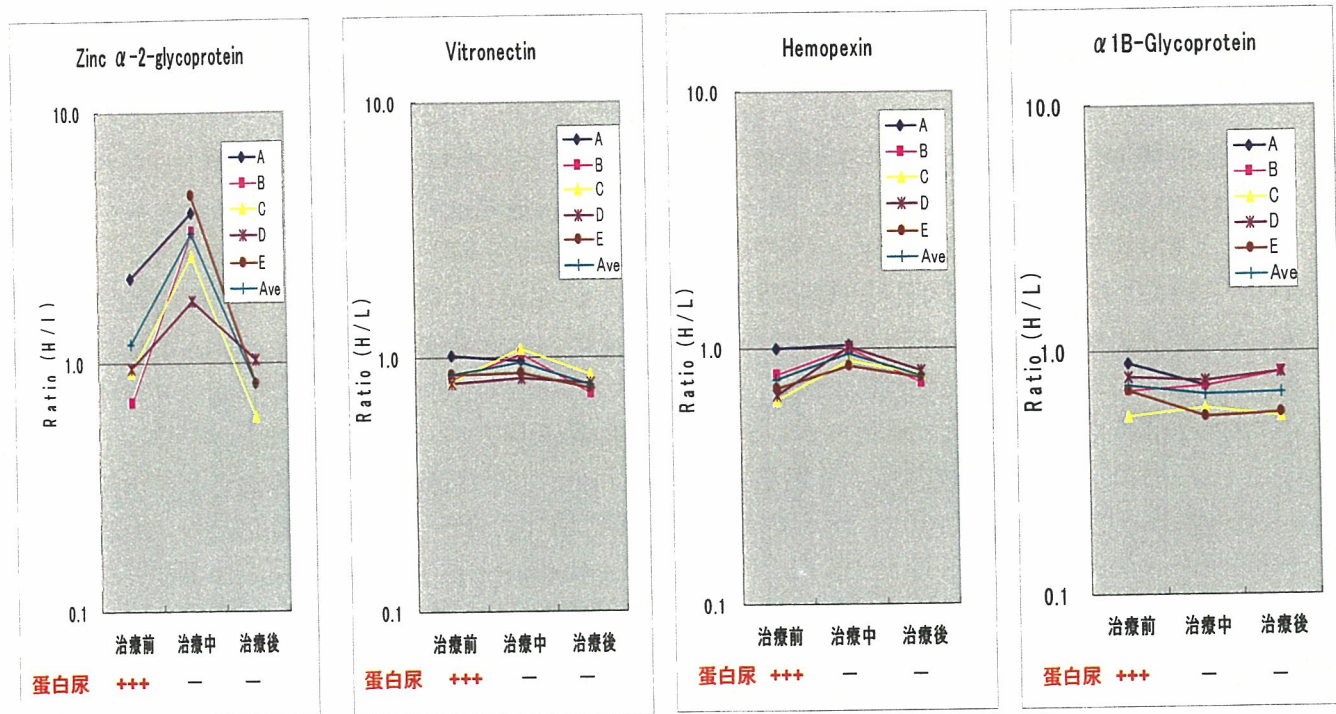 Zinc α-2-glycoprotein
10.0
1.0
0.1
Ratio (H/L)
A
B
C
D
E
Ave
治療前 治療中 治療後
蛋白尿 +++ − −
Vitronectin
10.0
1.0
0.1
Ratio (H/L)
A
B
C
D
E
Ave
治療前 治療中 治療後
蛋白尿 +++ − −
Hemopexin
10.0
1.0
0.1
Ratio (H/L)
A
B
C
D
E
Ave
治療前 治療中 治療後
蛋白尿 +++ − −
α1B-Glycoprotein
10.0
1.0
0.1
Ratio (H/L)
A
B
C
D
E
Ave
治療前 治療中 治療後
蛋白尿 +++ − −